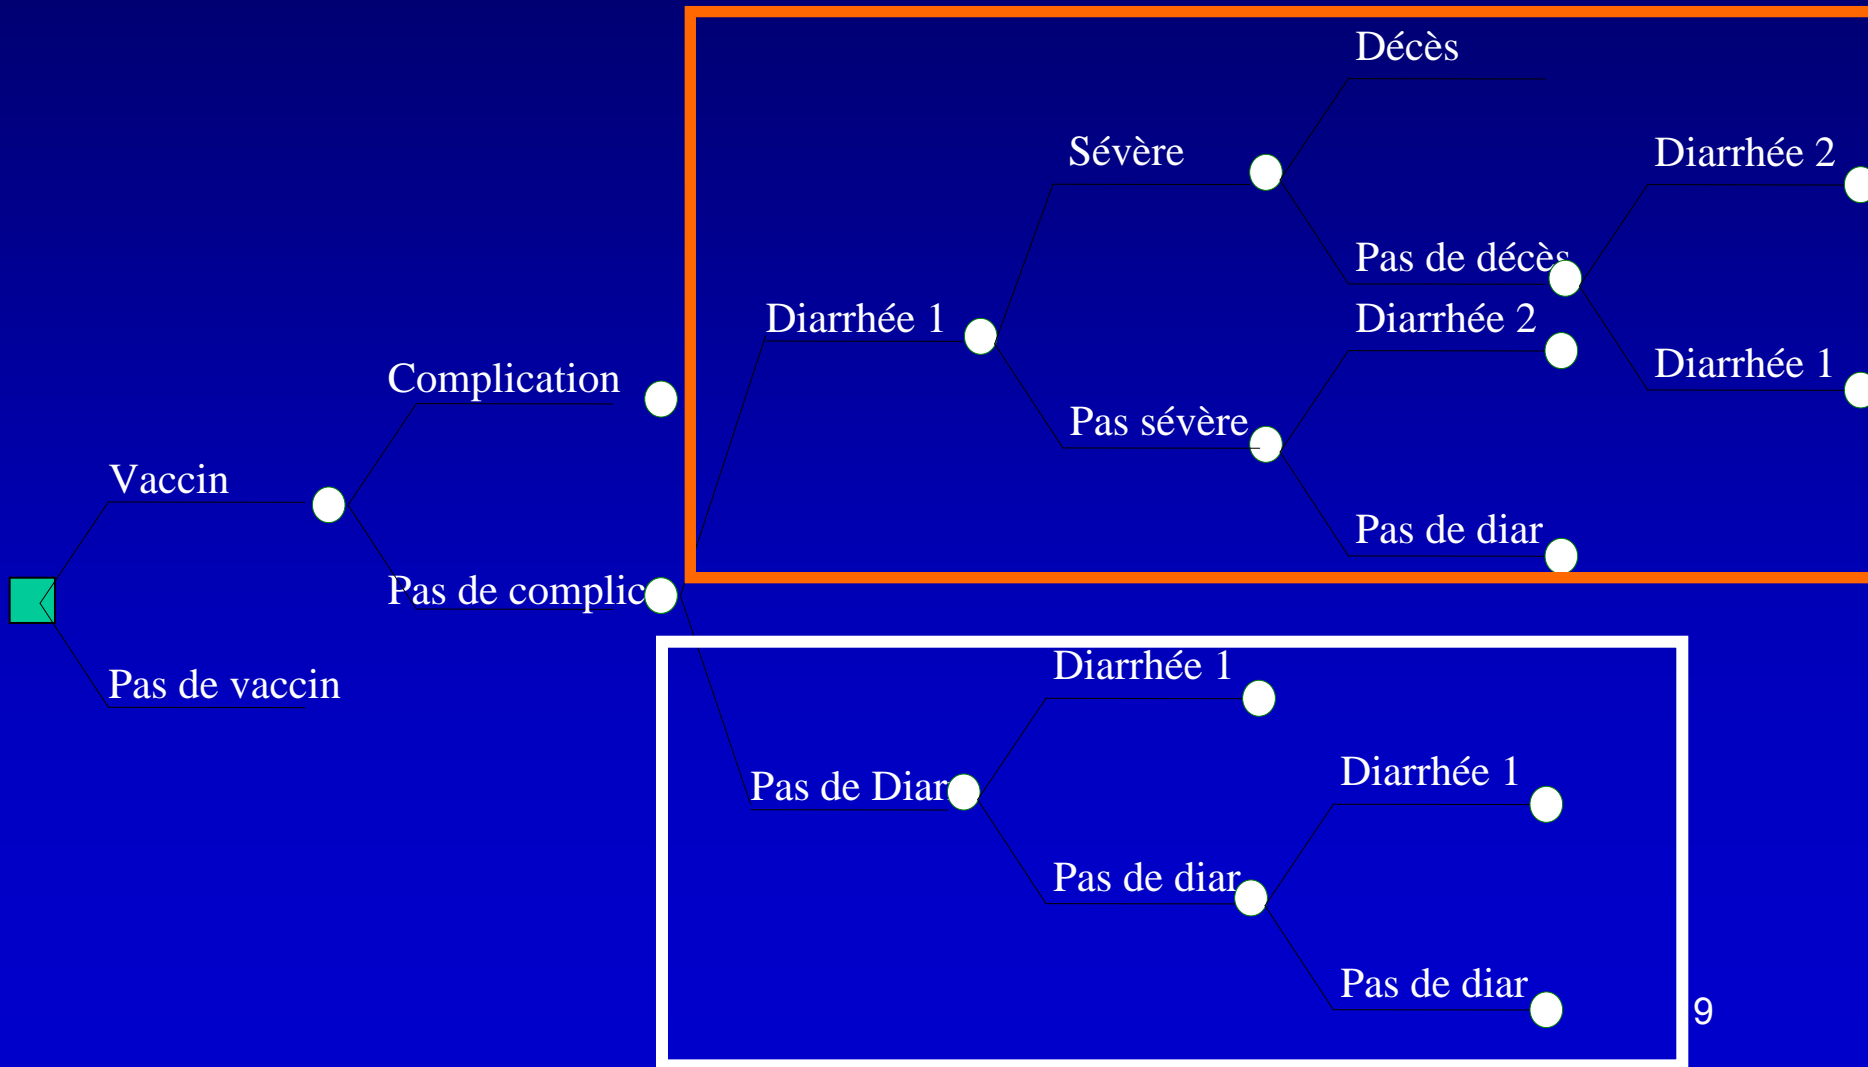 Décès
Sévère
Diarrhée 2
Pas de décès
Diarrhée 1
Diarrhée 2
Diarrhée 1
Complication
Pas sévère
Vaccin
Pas de diar
Pas de complic
Diarrhée 1
Pas de vaccin
Diarrhée 1
Pas de Diar
Pas de diar
Pas de diar
9